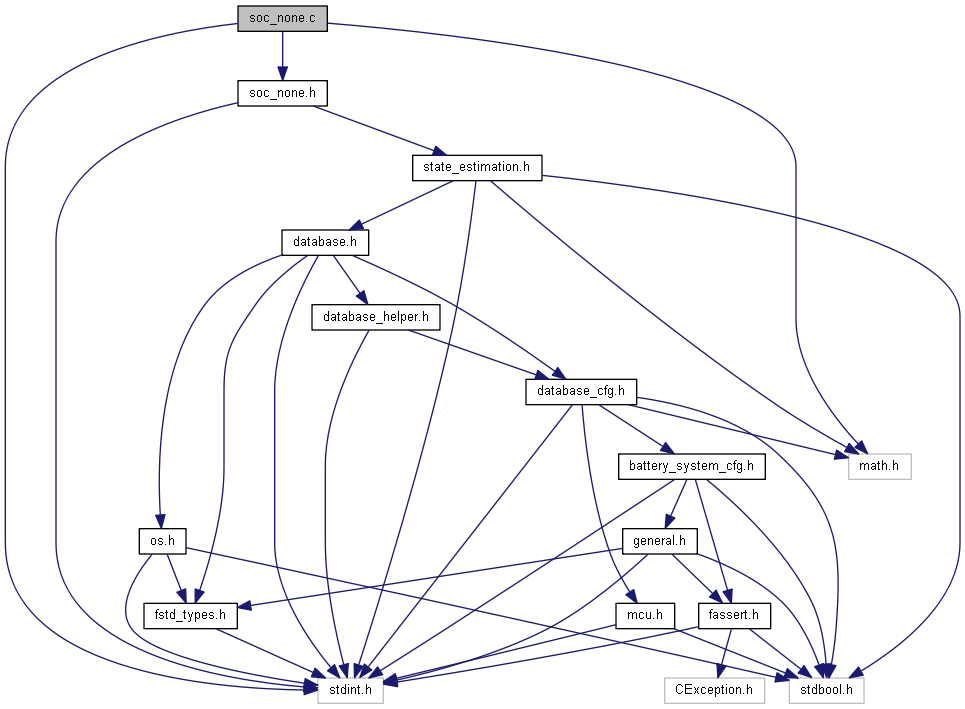 soc_none.c
soc_none.h
state_estimation.h
database.h
database_helper.h
database_cfg.h
battery_system_cfg.h
math.h
os.h
general.h
fstd_types.h
mcu.h
fassert.h
stdint.h
CException.h
stdbool.h